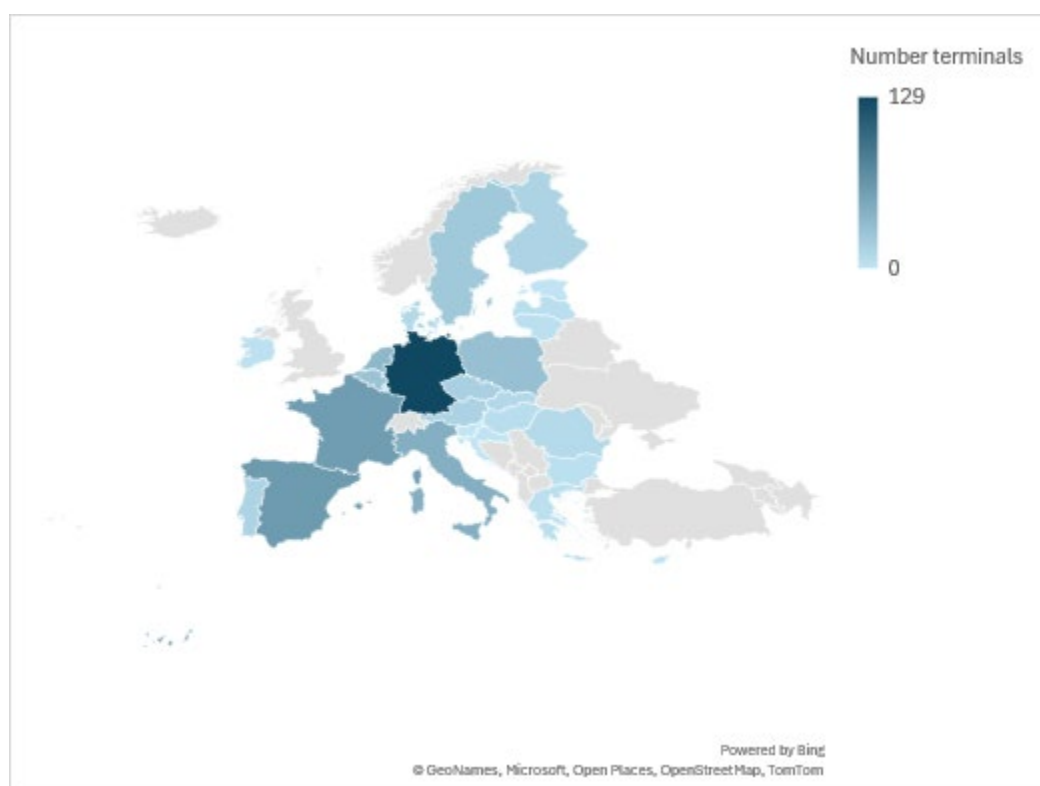 Number terminals
129
0
Powered by Bing
© GeoNames, Microsoft, Open Places, OpenStreetMap, TomTom